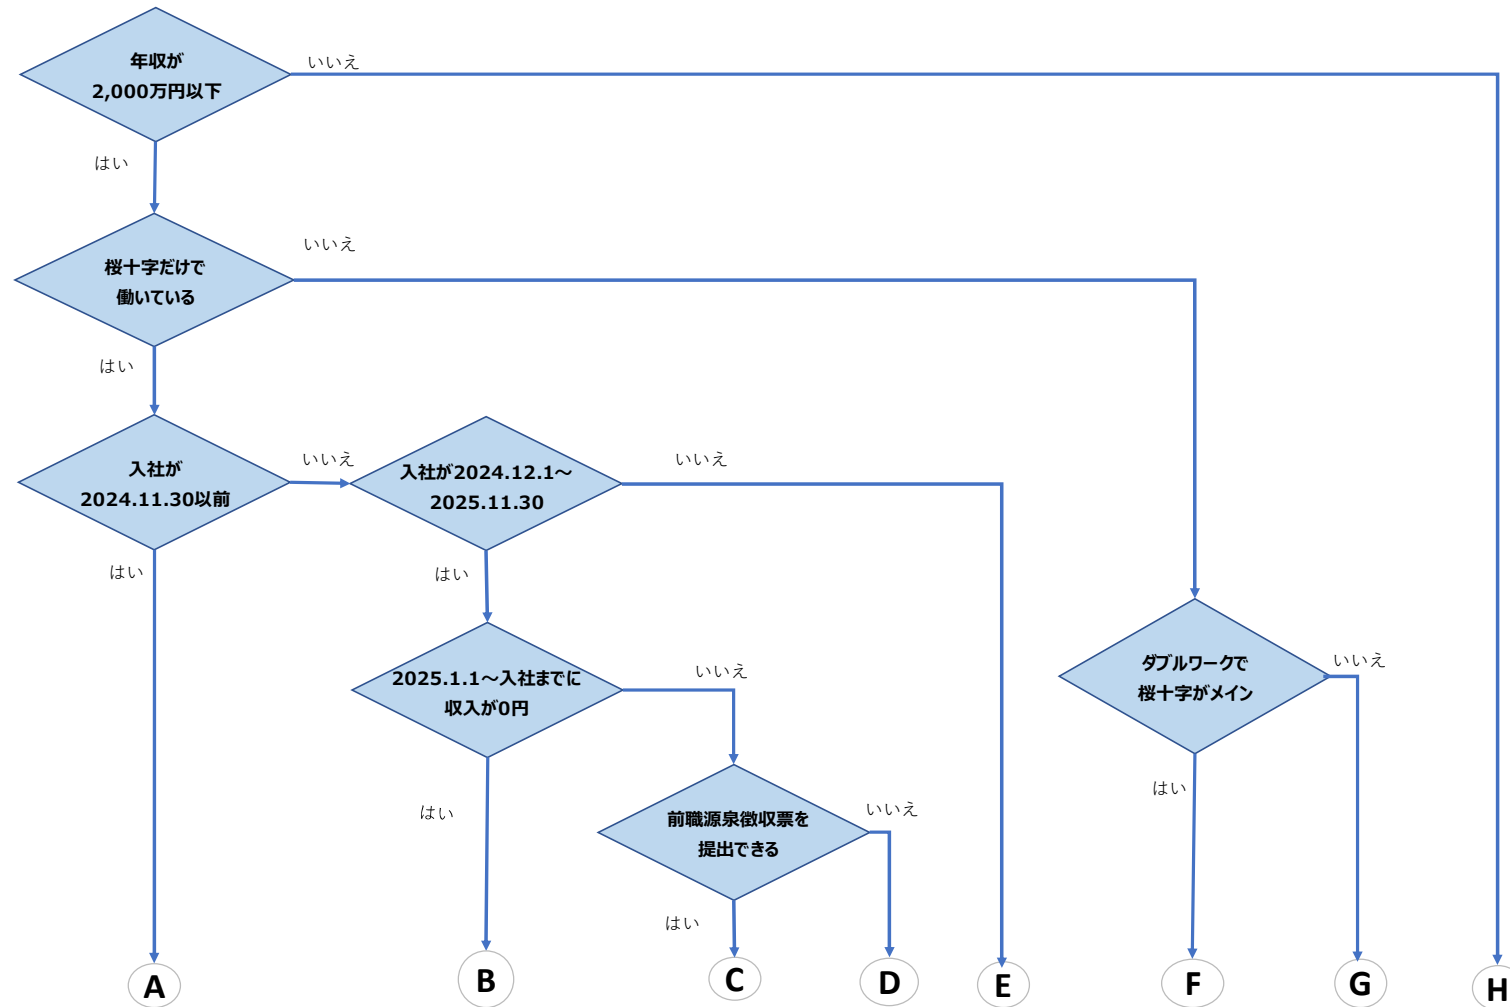 年収が
2,000万円以下
いいえ
はい
桜十字だけで
働いている
いいえ
はい
入社が
2024.11.30以前
いいえ
入社が2024.12.1～
2025.11.30
いいえ
はい
はい
2025.1.1～入社までに
収入が0円
いいえ
はい
ダブルワークで
桜十字がメイン
いいえ
はい
前職源泉徴収票を
提出できる
いいえ
はい
A
B
C
D
E
F
G
H